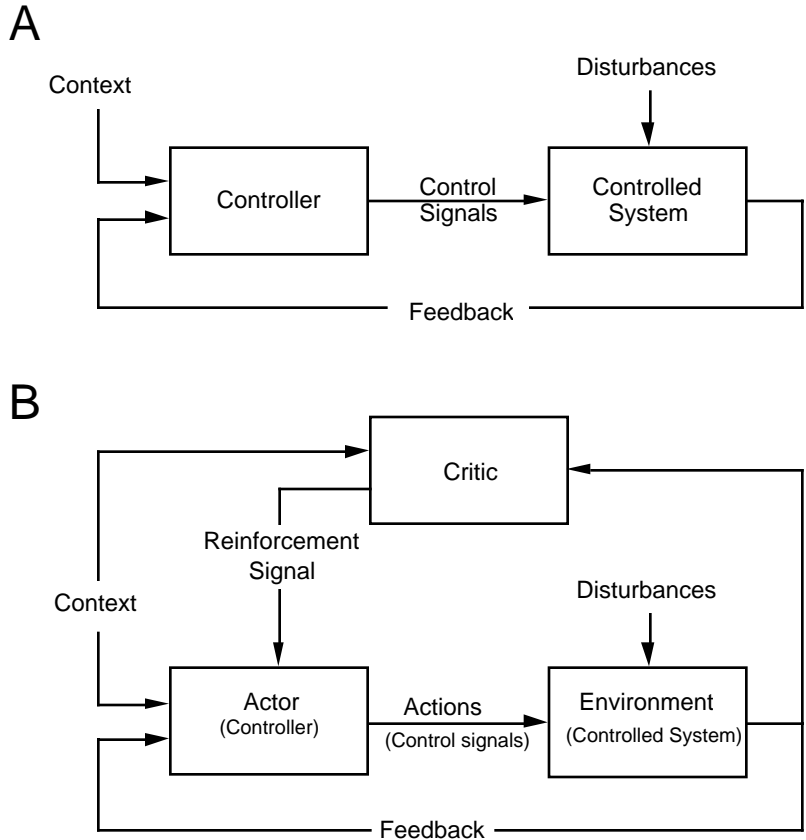 A
Context
Disturbances
Controller
Control
Signals
Controlled
System
Feedback
B
Critic
Reinforcement
Signal
Context
Disturbances
Actor
(Controller)
Actions
(Control signals)
Environment
(Controlled System)
Feedback